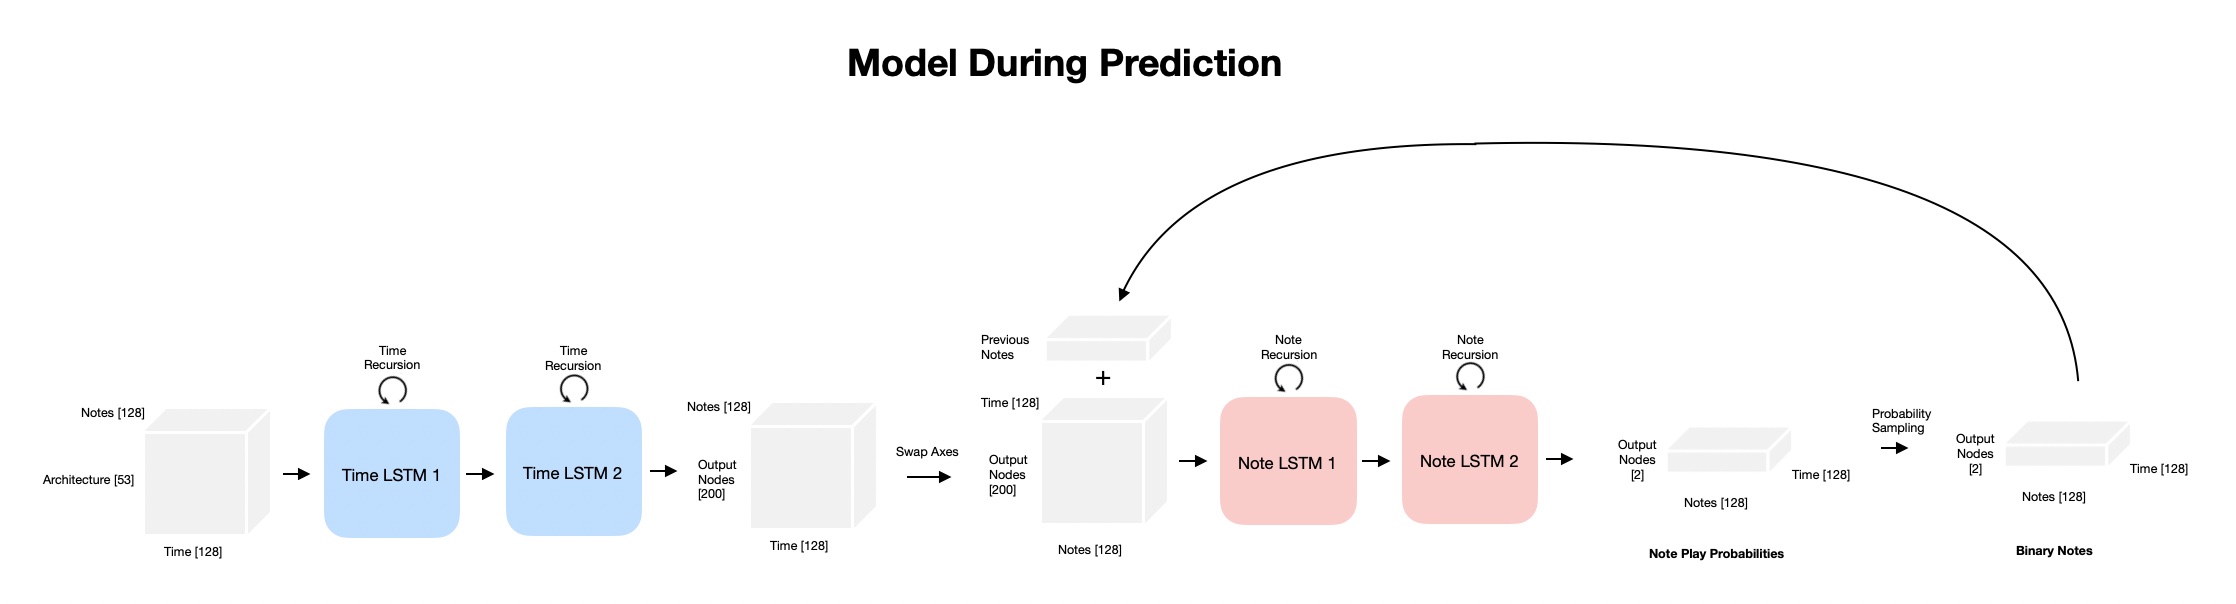 Model During Prediction
Time
Recursion
Time
Recursion
Notes [128]
Architecture [53]
Time [128]
Time LSTM 1
Time LSTM 2
Notes [128]
Output
Nodes
[200]
Time [128]
Swap Axes
Previous
Notes
+
Time [128]
Output
Nodes
[200]
Notes [128]
Note
Recursion
Note
Recursion
Note LSTM 1
Note LSTM 2
Output
Nodes
[2]
Time [128]
Notes [128]
Note Play Probabilities
Probability
Sampling
Output
Nodes
[2]
Time [128]
Notes [128]
Binary Notes